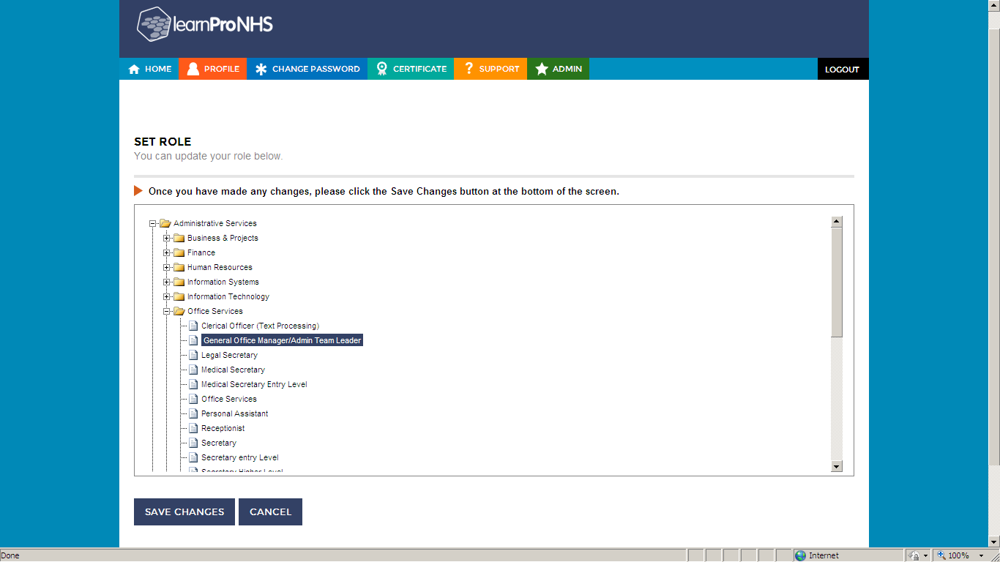 learnProNHS
HOME PROFILE CHANGE PASSWORD CERTIFICATE ? SUPPORT ADMIN LOGOUT
SET ROLE
You can update your role below.
Once you have made any changes, please click the Save Changes button at the bottom of the screen.
Administrative Services
Business & Projects
Finance
Human Resources
Information Systems
Information Technology
Office Services
Clerical Officer (Text Processing)
General Office Manager/Admin Team Leader
Legal Secretary
Medical Secretary
Medical Secretary Entry Level
Office Services
Personal Assistant
Receptionist
Secretary
Secretary entry Level
Secretary Higher Level
SAVE CHANGES CANCEL
Done Internet 100%